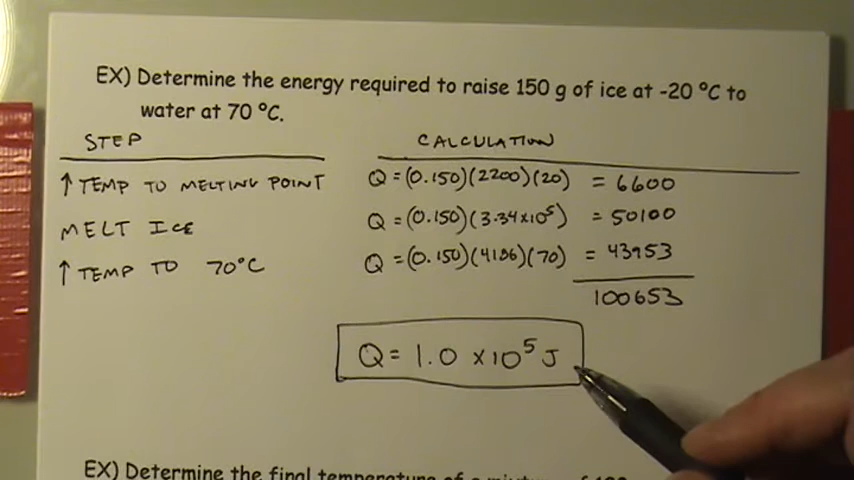 EX) Determine the energy required to raise 150 g of ice at -20 °C to
water at 70 °C.
STEP CALCULATION
↑ TEMP TO MELTING POINT Q = (0.150)(2200)(20) = 6600
MELT ICE Q = (0.150)(3.34x10⁵) = 50100
↑ TEMP TO 70°C Q = (0.150)(4186)(70) = 43953
100653
Q = 1.0 x10⁵ J
EX) Determine the final temperature of a mixture of